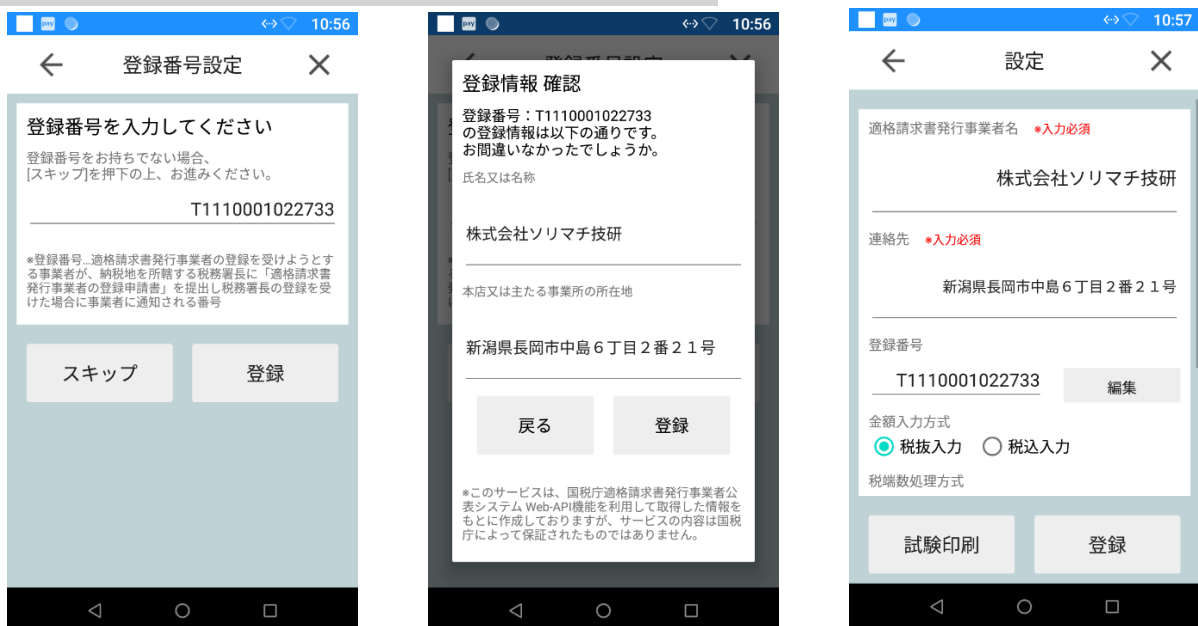 pay
10:56
登録番号設定
登録番号を入力してください
登録番号をお持ちでない場合、
[スキップ]を押下の上、お進みください。
T1110001022733
※登録番号…適格請求書発行事業者の登録を受けようとす
る事業者が、納税地を所轄する税務署長に「適格請求書
発行事業者の登録申請書」を提出し税務署長の登録を受
けた場合に事業者に通知される番号
スキップ
登録
pay
10:56
登録情報 確認
登録番号：T1110001022733
の登録情報は以下の通りです。
お間違いなかったでしょうか。
氏名又は名称
株式会社ソリマチ技研
本店又は主たる事業所の所在地
新潟県長岡市中島６丁目２番２１号
戻る
登録
※このサービスは、国税庁適格請求書発行事業者公
表システム Web-API機能を利用して取得した情報を
もとに作成しておりますが、サービスの内容は国税
庁によって保証されたものではありません。
pay
10:57
設定
適格請求書発行事業者名 ※入力必須
株式会社ソリマチ技研
連絡先 ※入力必須
新潟県長岡市中島６丁目２番２１号
登録番号
T1110001022733
編集
金額入力方式
税抜入力 税込入力
税端数処理方式
試験印刷
登録